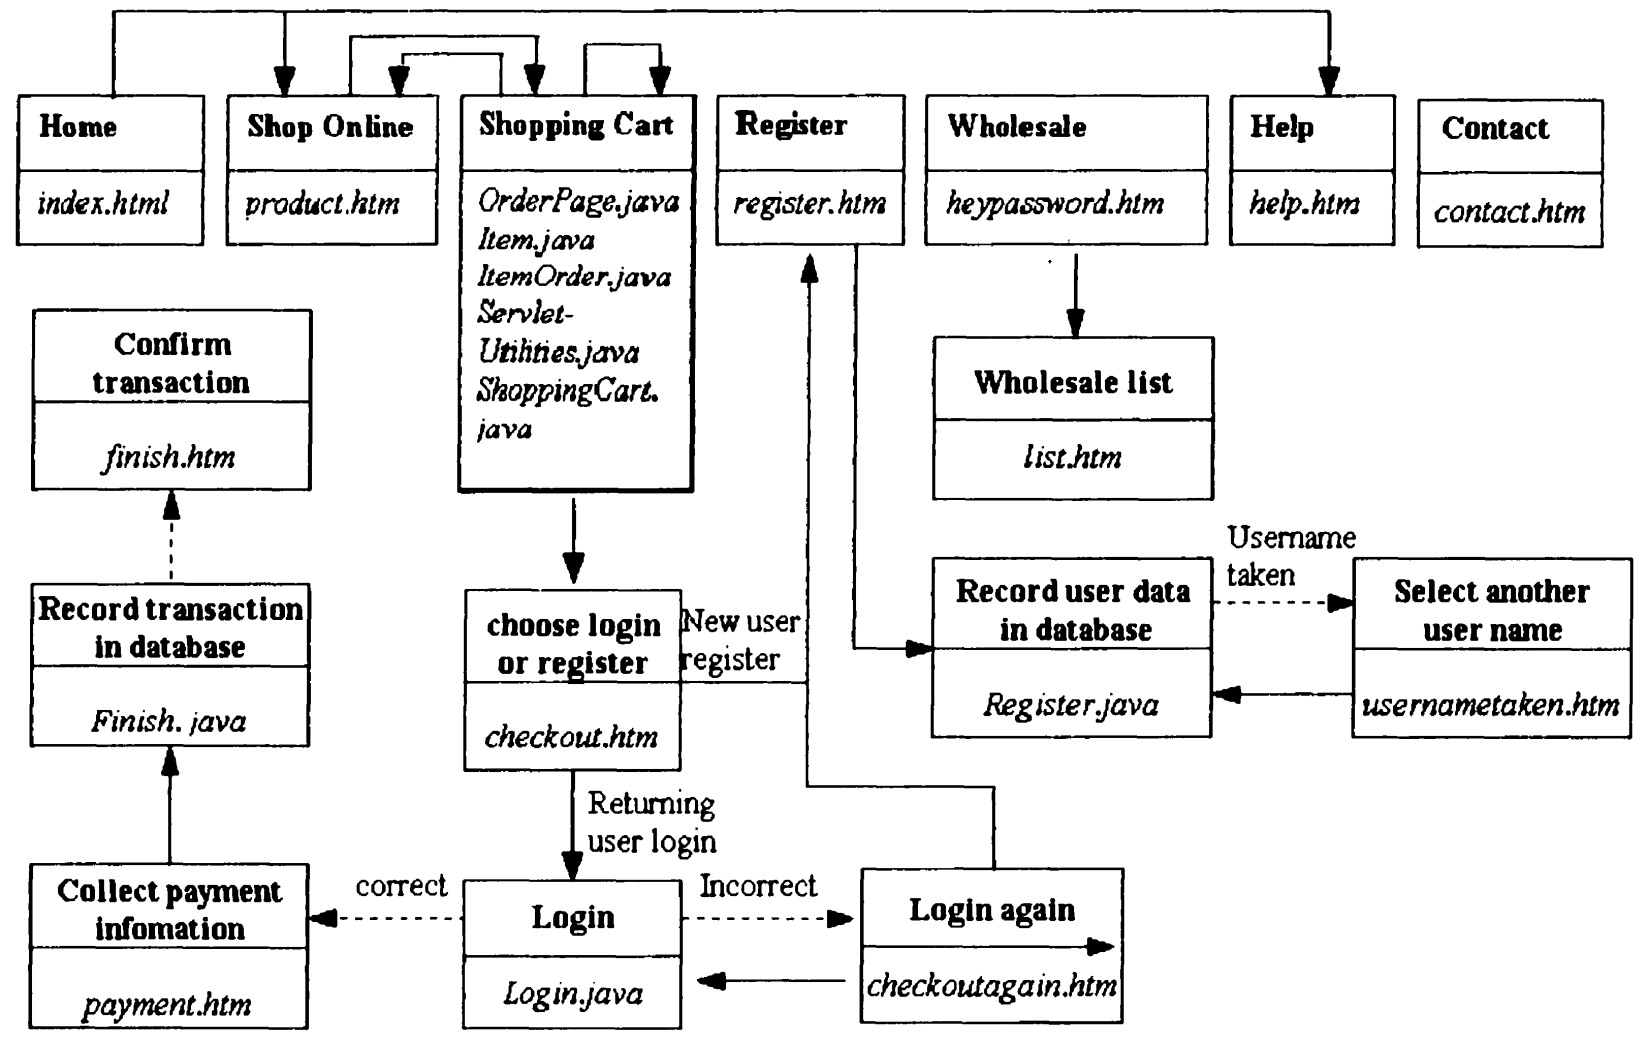 Home
index.html
Shop Online
product.htm
Shopping Cart
OrderPage.java
Item.java
ItemOrder.java
Servlet-
Utilities.java
ShoppingCart.
java
Register
register.htm
Wholesale
heypassword.htm
Help
help.htm
Contact
contact.htm
Confirm
transaction
finish.htm
Wholesale list
list.htm
Record transaction
in database
Finish. java
choose login
or register
checkout.htm
New user
register
Record user data
in database
Register.java
Username
taken
Select another
user name
usernametaken.htm
Returning
user login
Collect payment
infomation
payment.htm
correct
Login
Login.java
Incorrect
Login again
checkoutagain.htm